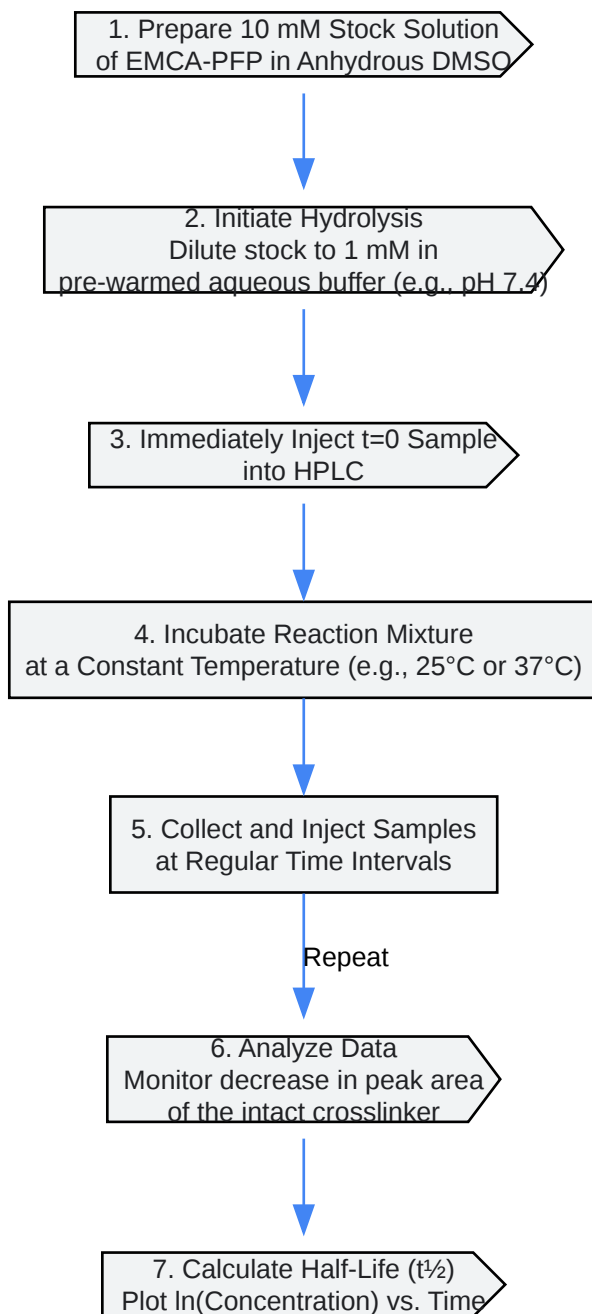 1. Prepare 10 mM Stock Solution
of EMCA-PFP in Anhydrous DMSO
2. Initiate Hydrolysis
Dilute stock to 1 mM in
pre-warmed aqueous buffer (e.g., pH 7.4)
3. Immediately Inject t=0 Sample
into HPLC
4. Incubate Reaction Mixture
at a Constant Temperature (e.g., 25°C or 37°C)
5. Collect and Inject Samples
at Regular Time Intervals
Repeat
6. Analyze Data
Monitor decrease in peak area
of the intact crosslinker
7. Calculate Half-Life (t½)
Plot ln(Concentration) vs. Time